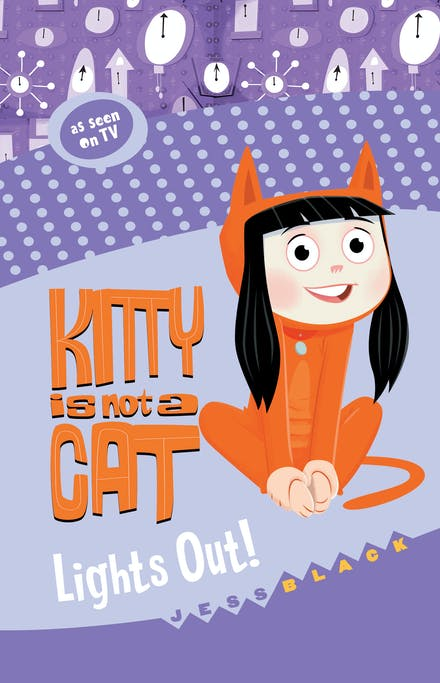 as seen
on TV
KITTY
is not a
CAT
Lights Out!
JESS BLACK